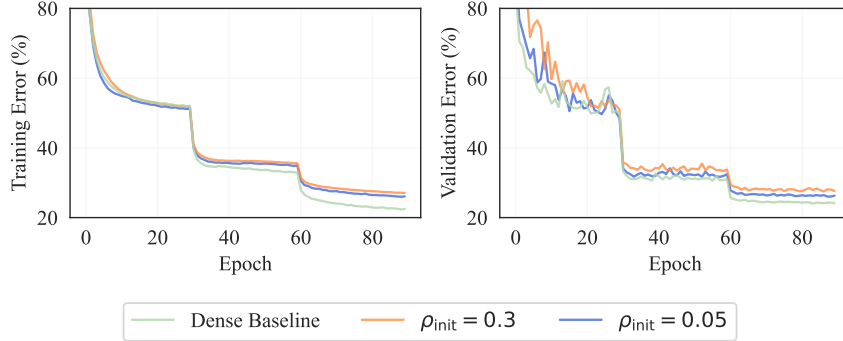 80
60
40
20
Training Error (%)
0 20 40 60 80
Epoch
80
60
40
20
Validation Error (%)
0 20 40 60 80
Epoch
Dense Baseline ρinit = 0.3 ρinit = 0.05